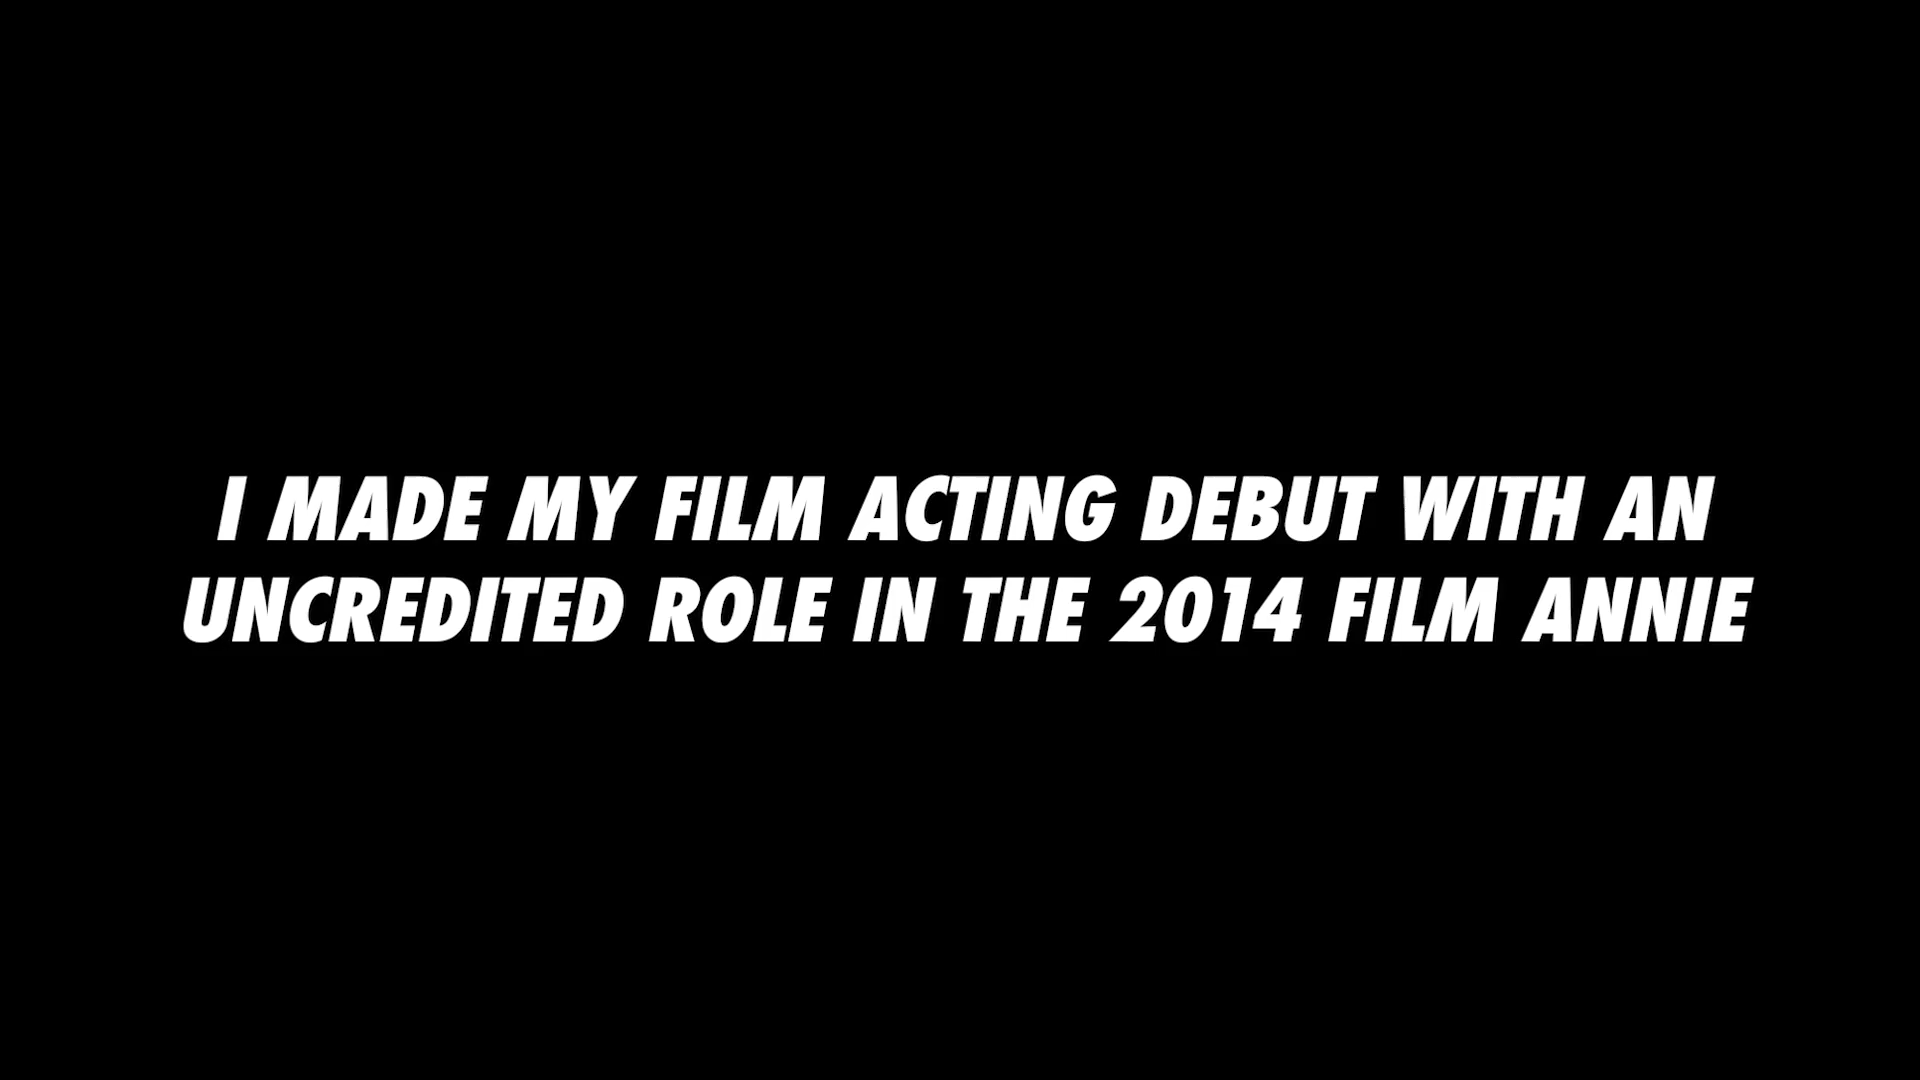 I MADE MY FILM ACTING DEBUT WITH AN
UNCREDITED ROLE IN THE 2014 FILM ANNIE